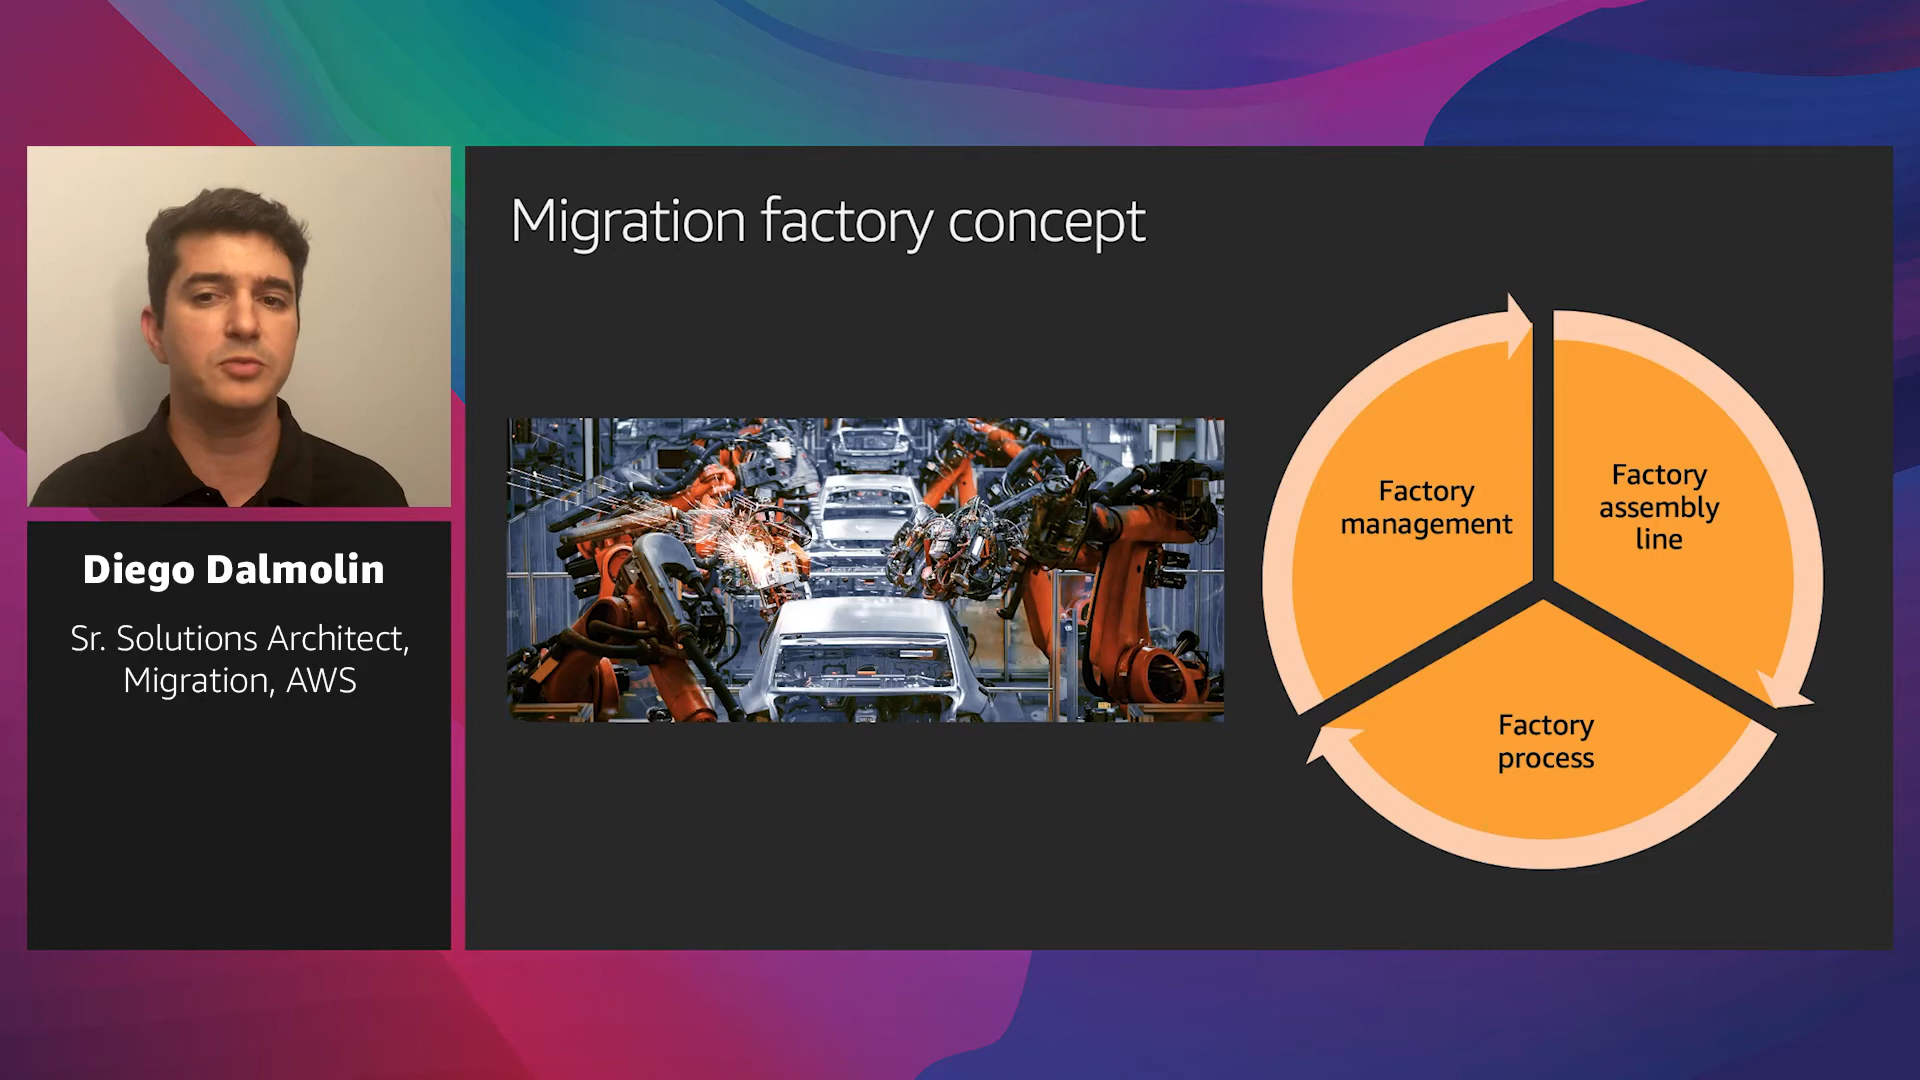 Migration factory concept
Diego Dalmolin
Sr. Solutions Architect,
Migration, AWS
Factory
management
Factory
assembly
line
Factory
process